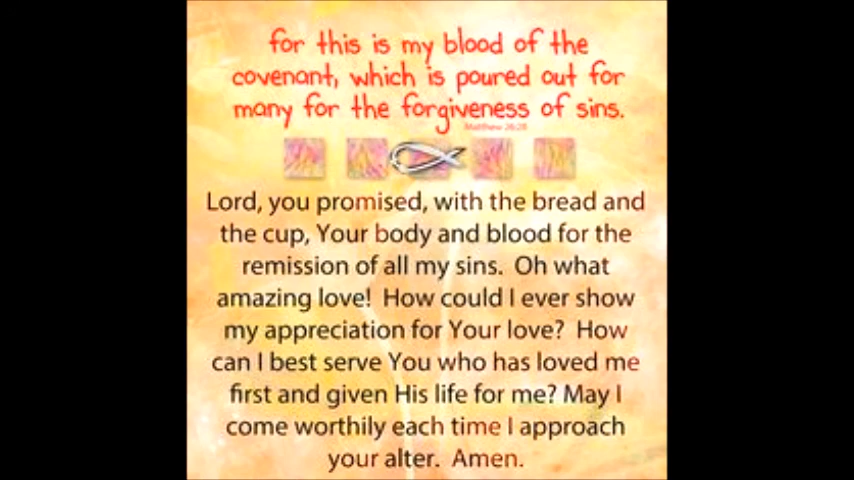 for this is my blood of the
covenant, which is poured out for
many for the forgiveness of sins.
Matthew 26:28
Lord, you promised, with the bread and
the cup, Your body and blood for the
remission of all my sins. Oh what
amazing love! How could I ever show
my appreciation for Your love? How
can I best serve You who has loved me
first and given His life for me? May I
come worthily each time I approach
your alter. Amen.